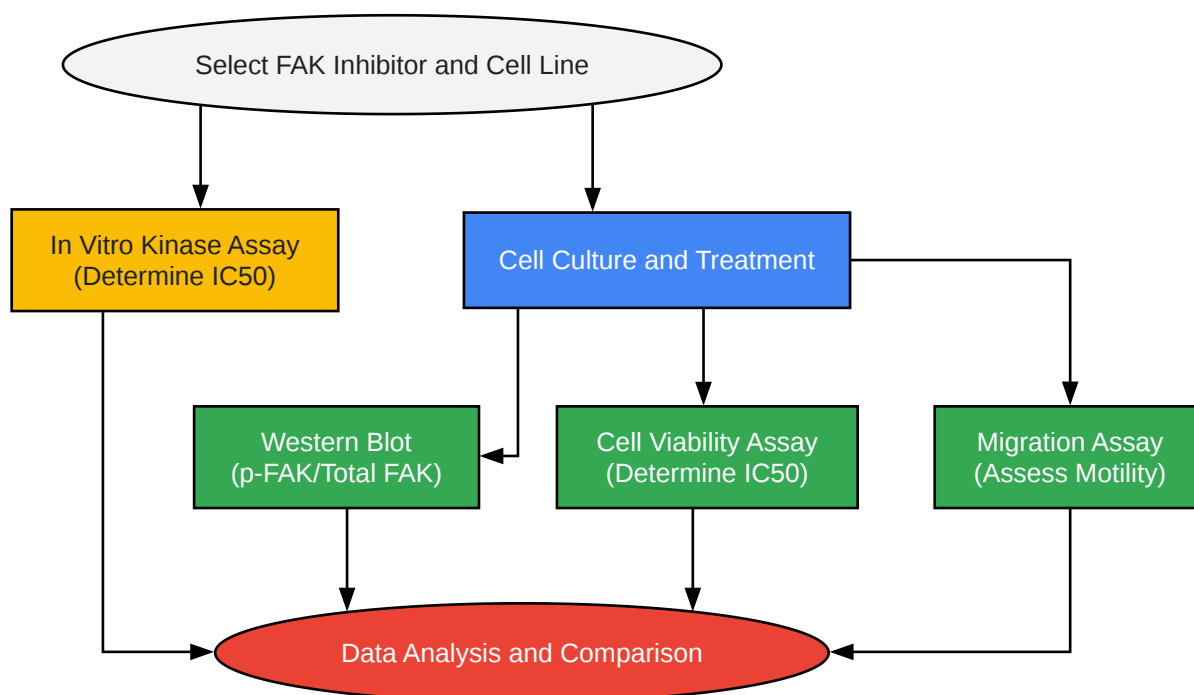 Select FAK Inhibitor and Cell Line
In Vitro Kinase Assay
(Determine IC50)
Cell Culture and Treatment
Western Blot
(p-FAK/Total FAK)
Cell Viability Assay
(Determine IC50)
Migration Assay
(Assess Motility)
Data Analysis and Comparison